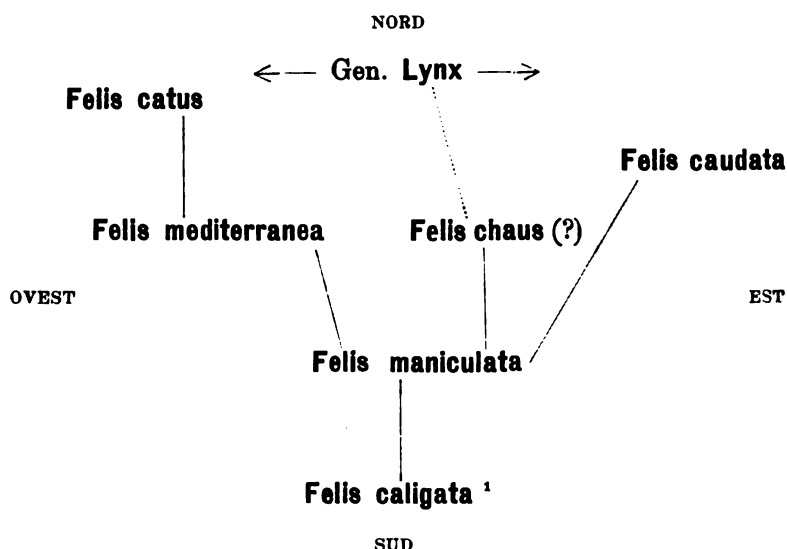 NORD
Gen. Lynx
Felis catus
Felis caudata
Felis mediterranea
Felis chaus (?)
OVEST
EST
Felis maniculata
Felis caligata ¹
SUD